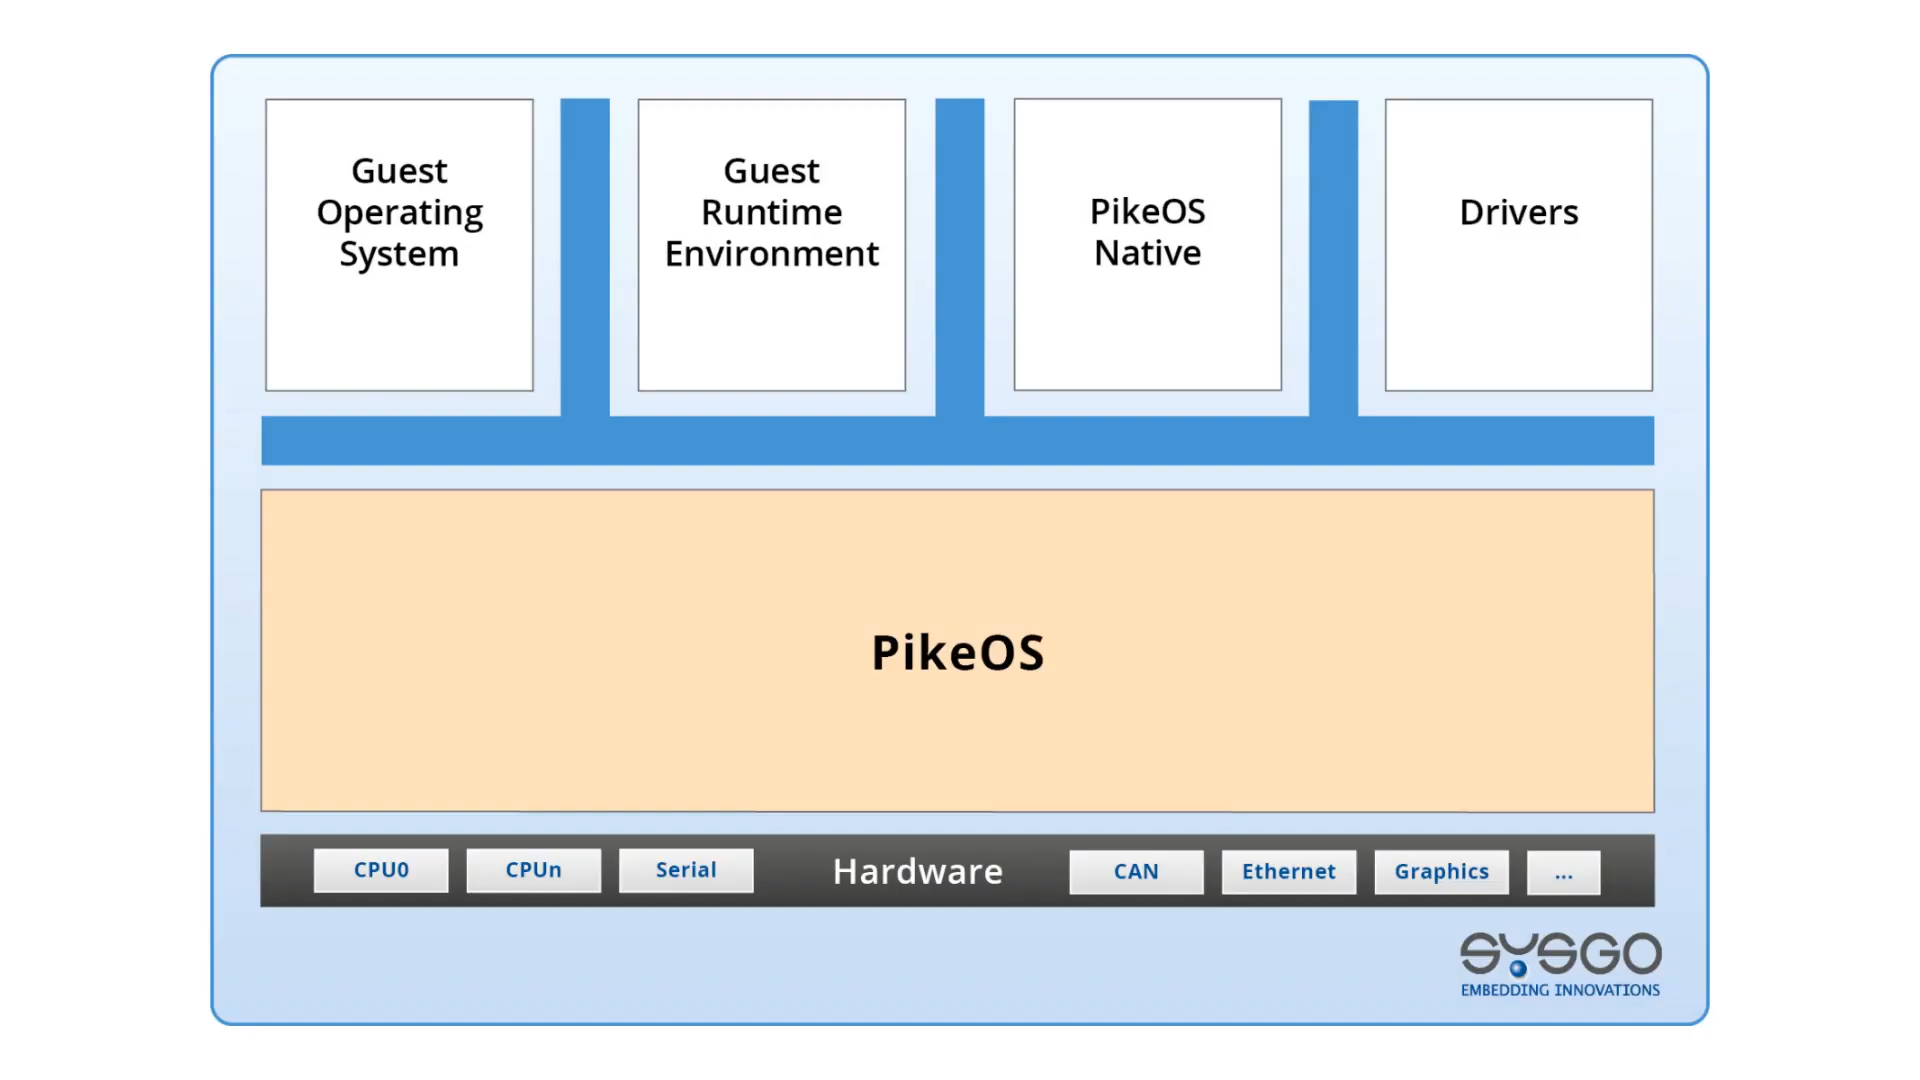 Guest
Operating
System
Guest
Runtime
Environment
PikeOS
Native
Drivers
PikeOS
CPU0
CPUn
Serial
Hardware
CAN
Ethernet
Graphics
...
SYSGO
EMBEDDING INNOVATIONS